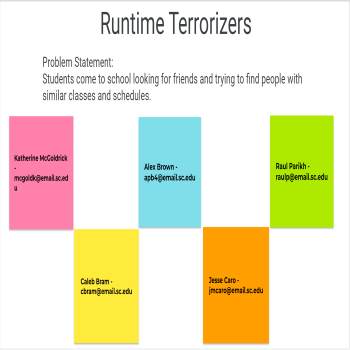 Runtime Terrorizers
Problem Statement:
Students come to school looking for friends and trying to find people with
similar classes and schedules.
Katherine McGoldrick
-
mcgoldk@email.sc.ed
u
Alex Brown -
apb4@email.sc.edu
Raul Parikh -
raulp@email.sc.edu
Caleb Bram -
cbram@email.sc.edu
Jesse Caro -
jmcaro@email.sc.edu